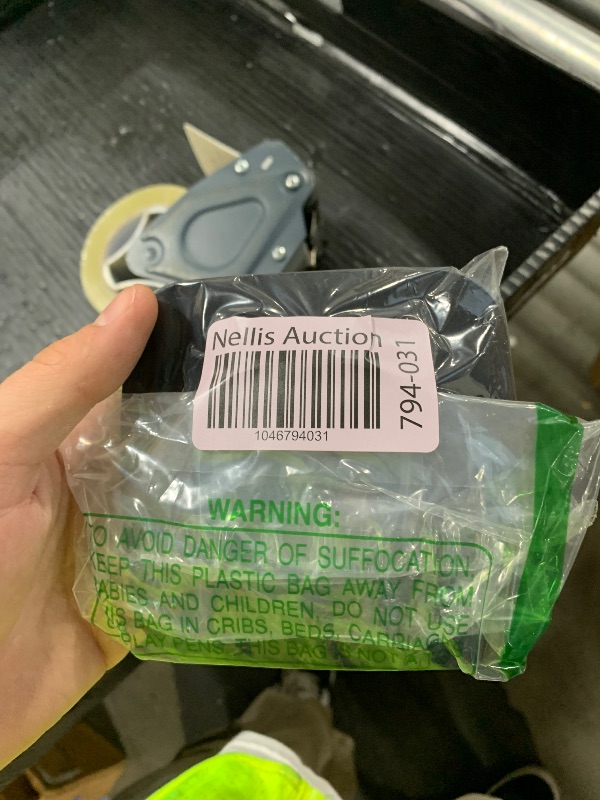 Nellis Auction
794-031
1046794031
WARNING:
TO AVOID DANGER OF SUFFOCATION
KEEP THIS PLASTIC BAG AWAY FROM
BABIES AND CHILDREN, DO NOT USE
THIS BAG IN CRIBS, BEDS, CARRIAGES
PLAY PENS. THIS BAG IS NOT A